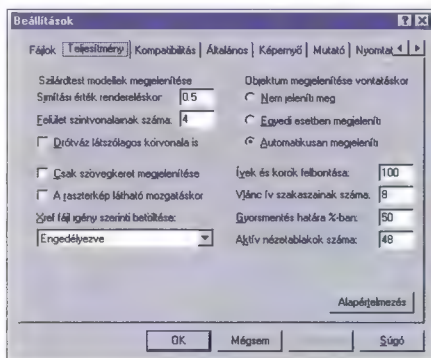 Beállítások
Fájlok Teljesítmény Kompatibilitás Általános Képernyő Mutató Nyomtat
Szilárdtest modellek megjelenítése
Simítási érték rendereléskor 0.5
Felület szintvonalainak száma: 4
Drótváz látszólagos körvonala is
Csak szövegkeret megjelenítése
A raszterkép látható mozgatáskor
Xref fájl igény szerinti betöltése:
Engedélyezve
Objektum megjelenítése vontatáskor
Nem jeleníti meg
Egyedi esetben megjeleníti
Automatikusan megjeleníti
Ívek és körök felbontása: 100
Vlánc ív szakaszainak száma: 8
Gyorsmentés határa %-ban: 50
Aktív nézetablakok száma: 48
Alapértelmezés
OK Mégsem Súgó